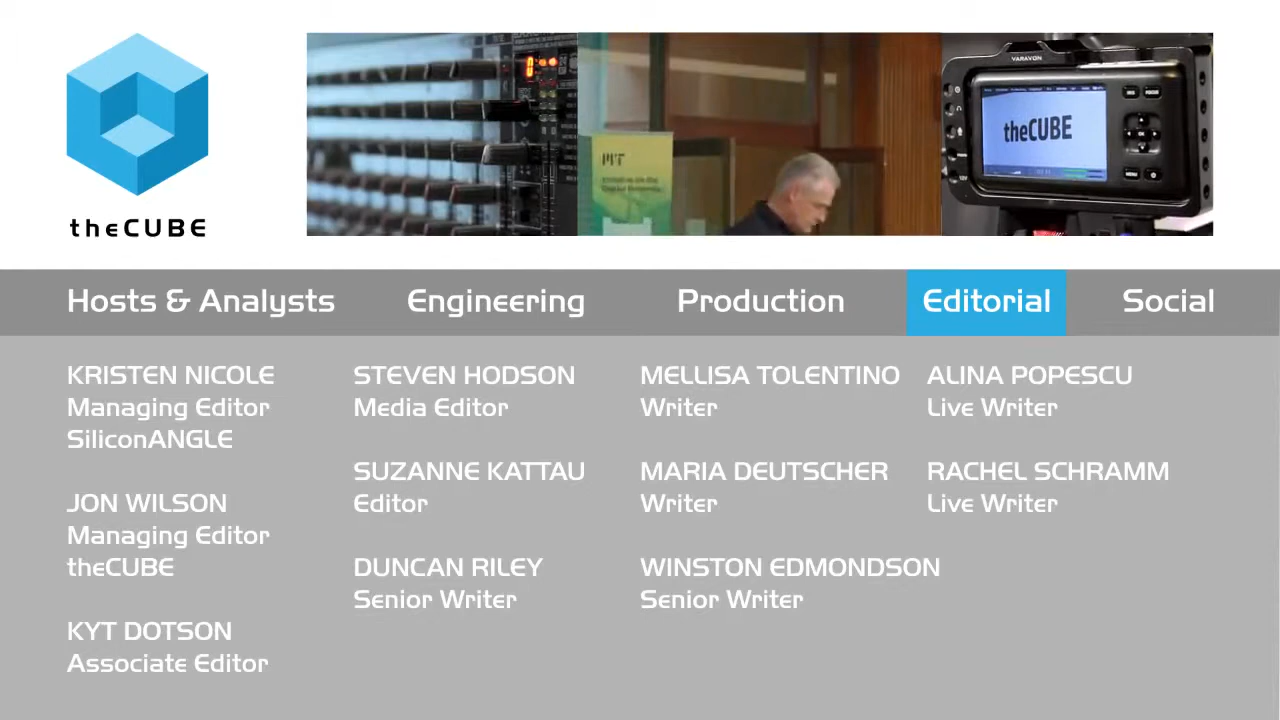 theCUBE
MIT
VARAVON
theCUBE
MENU
Hosts & Analysts
Engineering
Production
Editorial
Social
KRISTEN NICOLE
Managing Editor
SiliconANGLE
JON WILSON
Managing Editor
theCUBE
KYT DOTSON
Associate Editor
STEVEN HODSON
Media Editor
SUZANNE KATTAU
Editor
DUNCAN RILEY
Senior Writer
MELLISA TOLENTINO
Writer
MARIA DEUTSCHER
Writer
WINSTON EDMONDSON
Senior Writer
ALINA POPESCU
Live Writer
RACHEL SCHRAMM
Live Writer